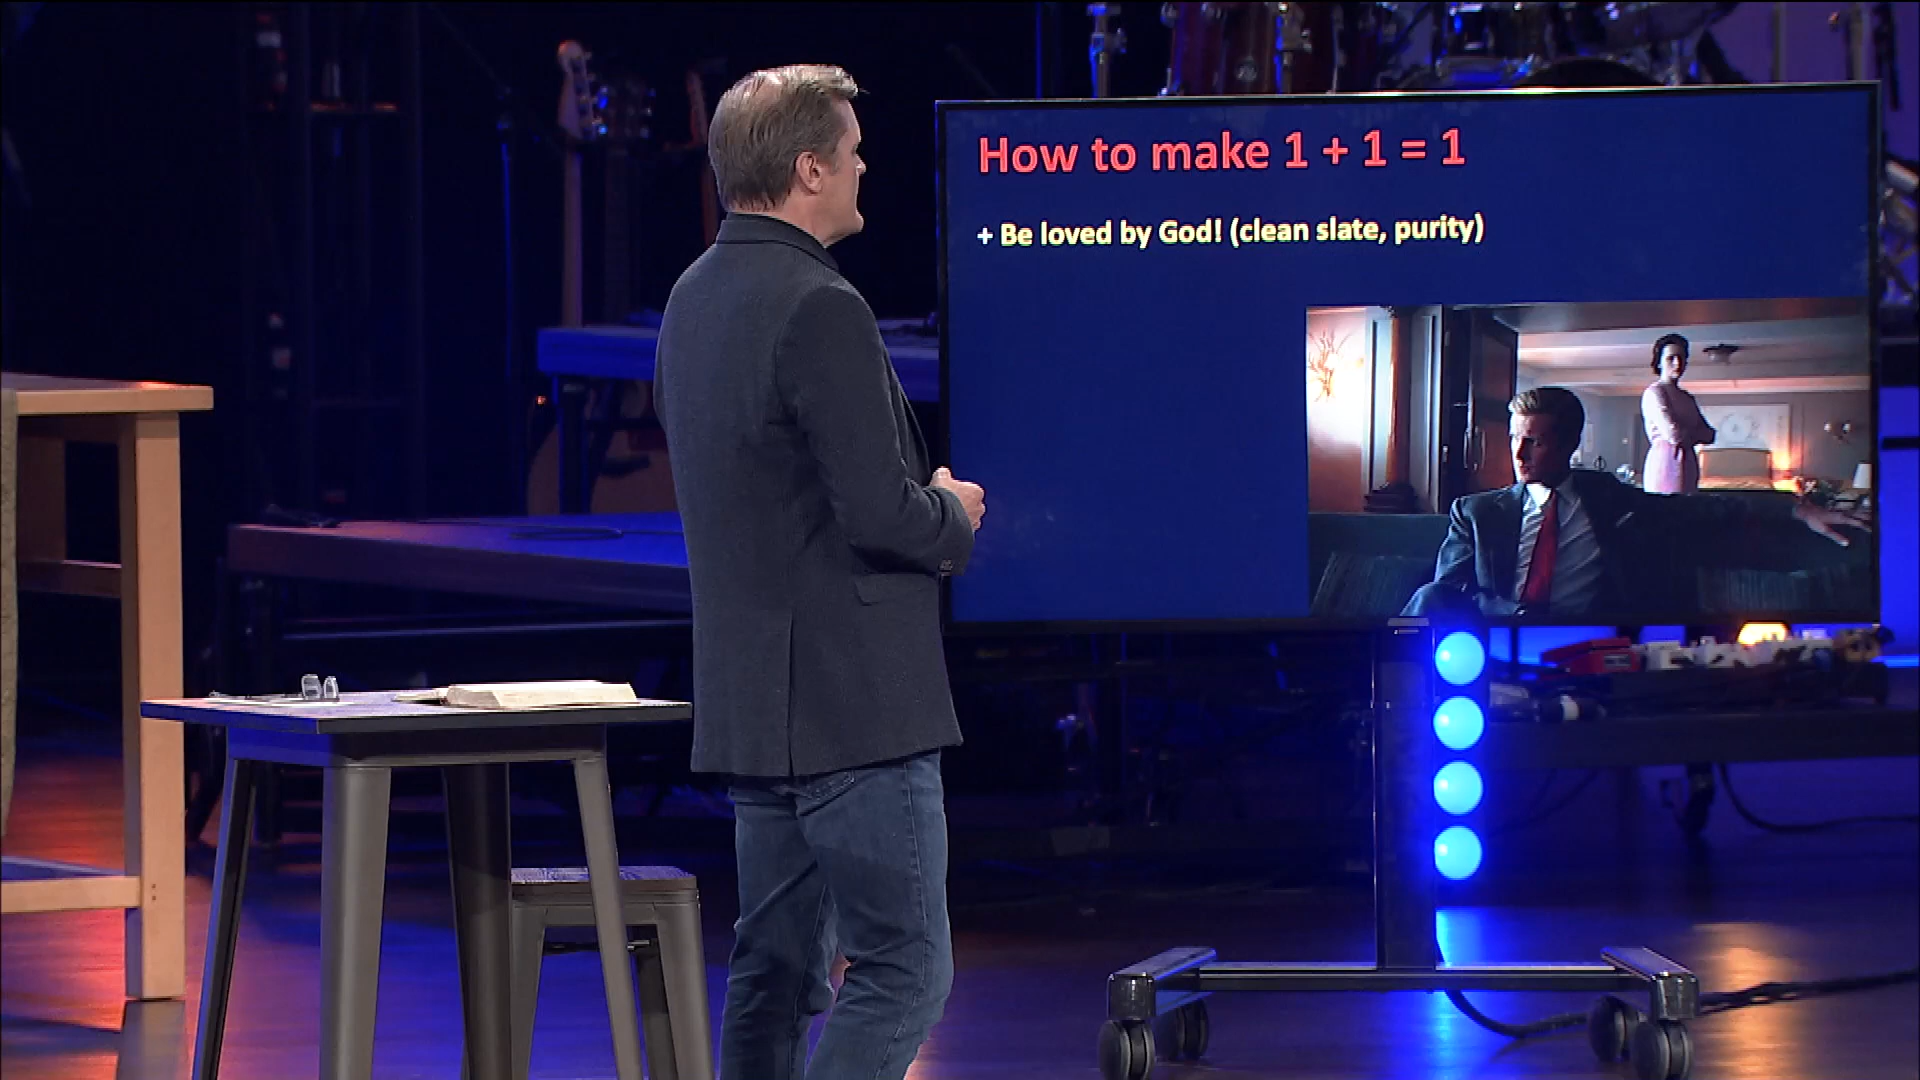 How to make 1 + 1 = 1
+ Be loved by God! (clean slate, purity)